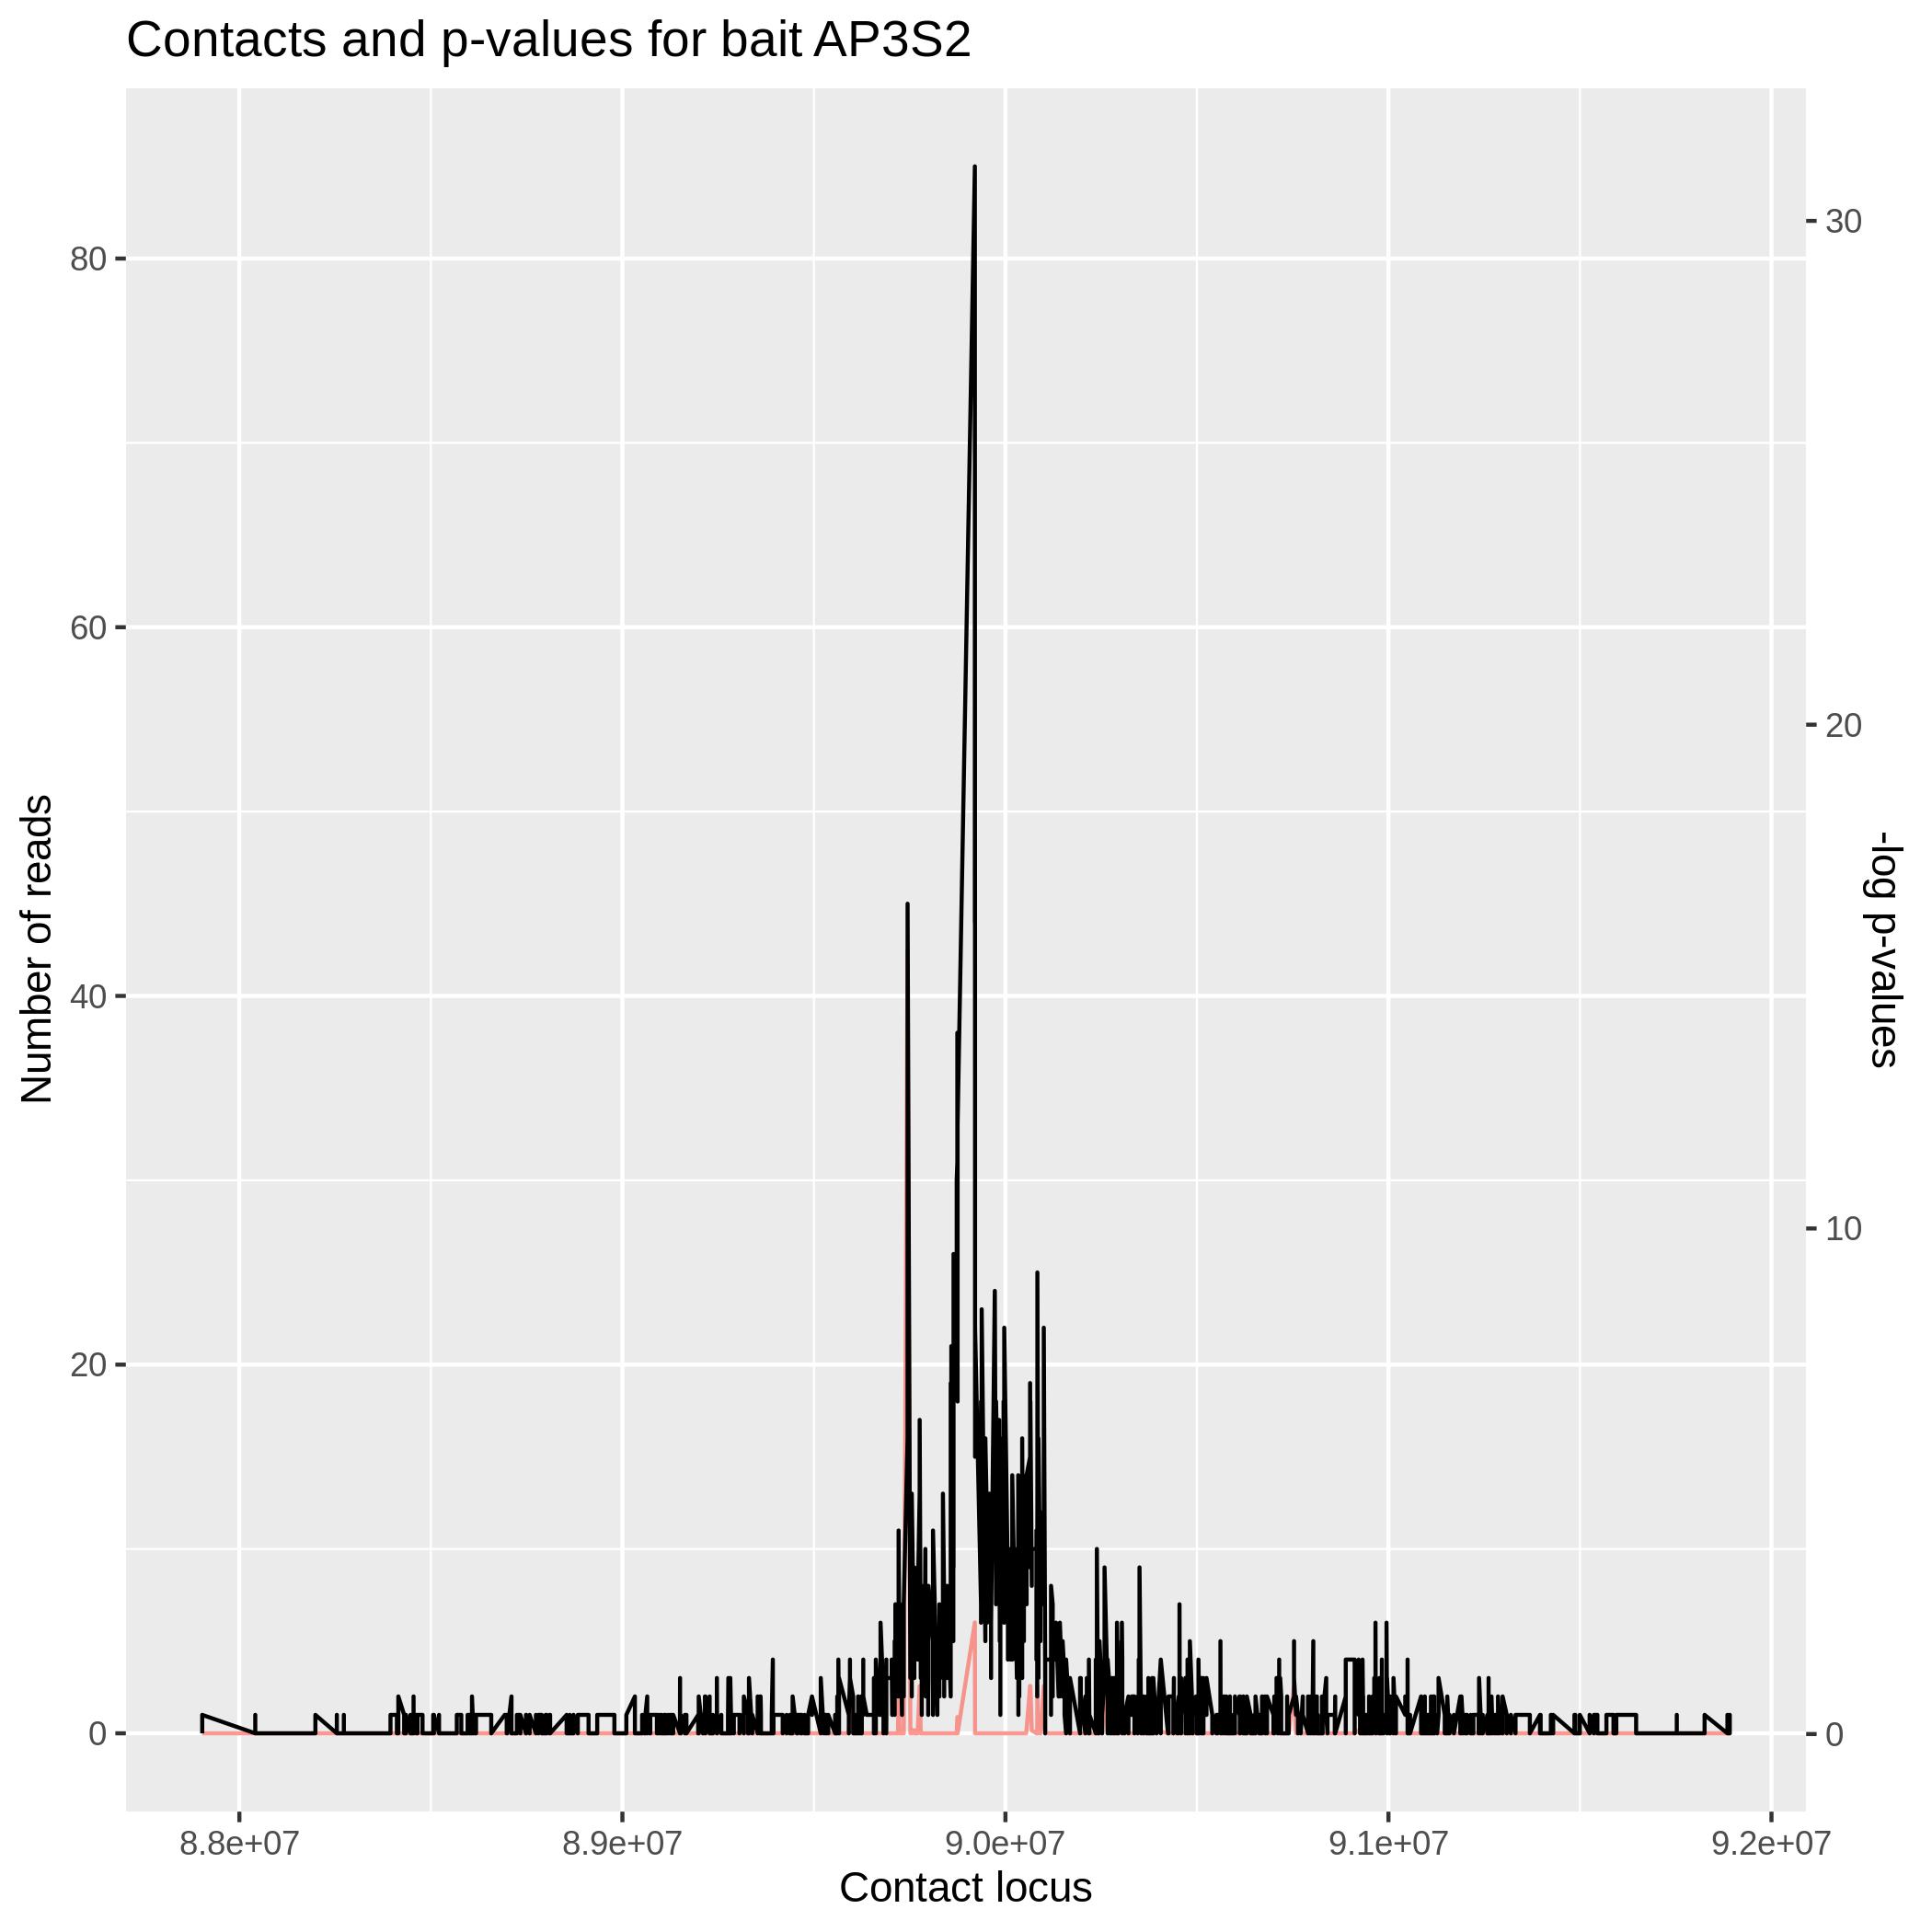 Contacts and p-values for bait AP3S2
80
60
40
20
0
30
20
10
0
Number of reads
-log p-values
8.8e+07
8.9e+07
9.0e+07
9.1e+07
9.2e+07
Contact locus